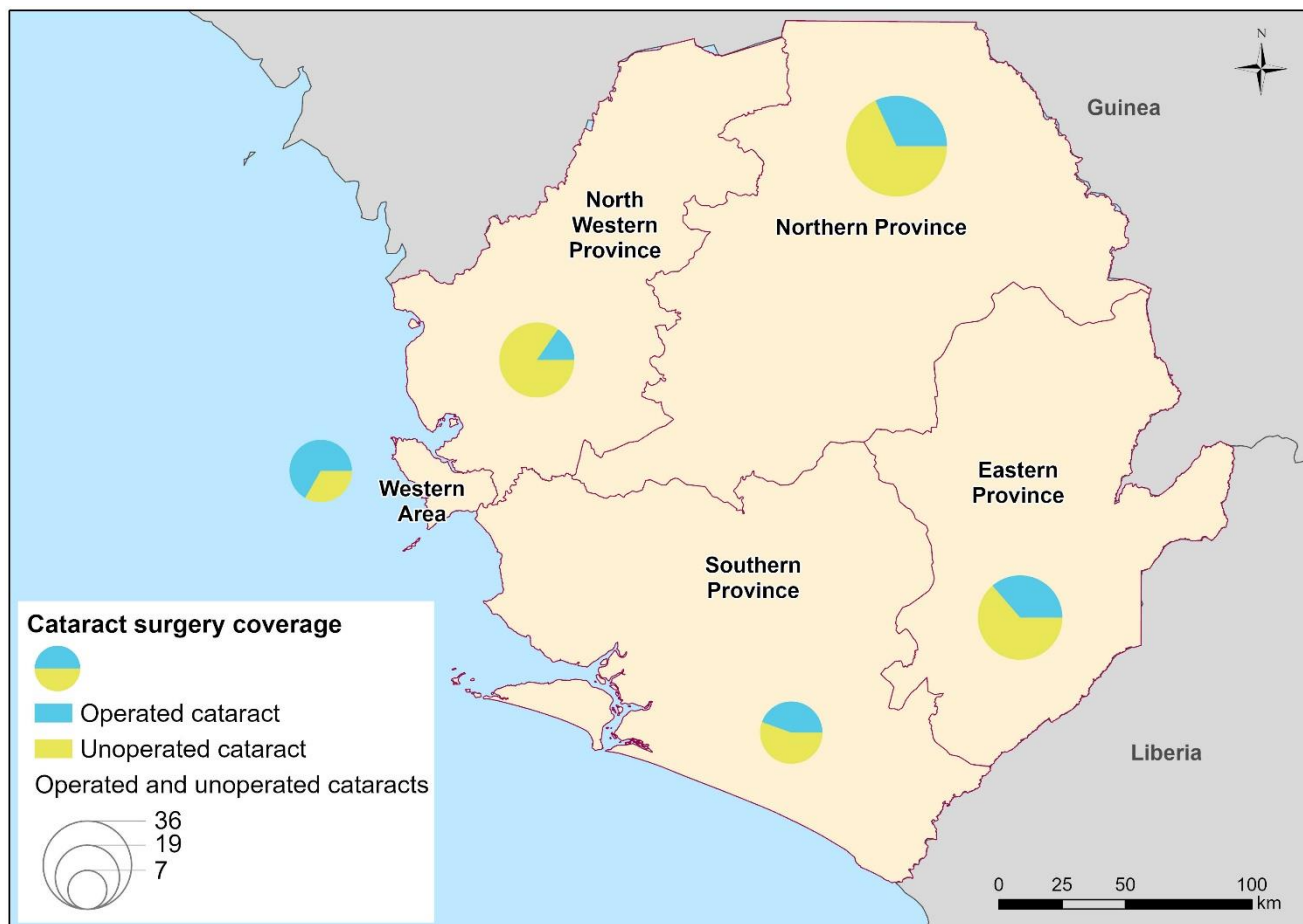 N
Guinea
North
Western
Province
Northern Province
Western
Area
Eastern
Province
Southern
Province
Liberia
Cataract surgery coverage
Operated cataract
Unoperated cataract
Operated and unoperated cataracts
36
19
7
0 25 50 100
km